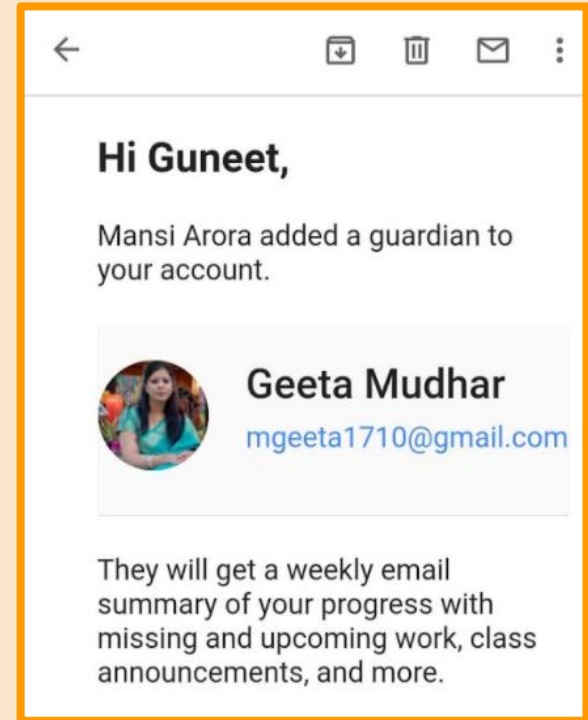 Hi Guneet,
Mansi Arora added a guardian to
your account.
Geeta Mudhar
mgeeta1710@gmail.com
They will get a weekly email
summary of your progress with
missing and upcoming work, class
announcements, and more.